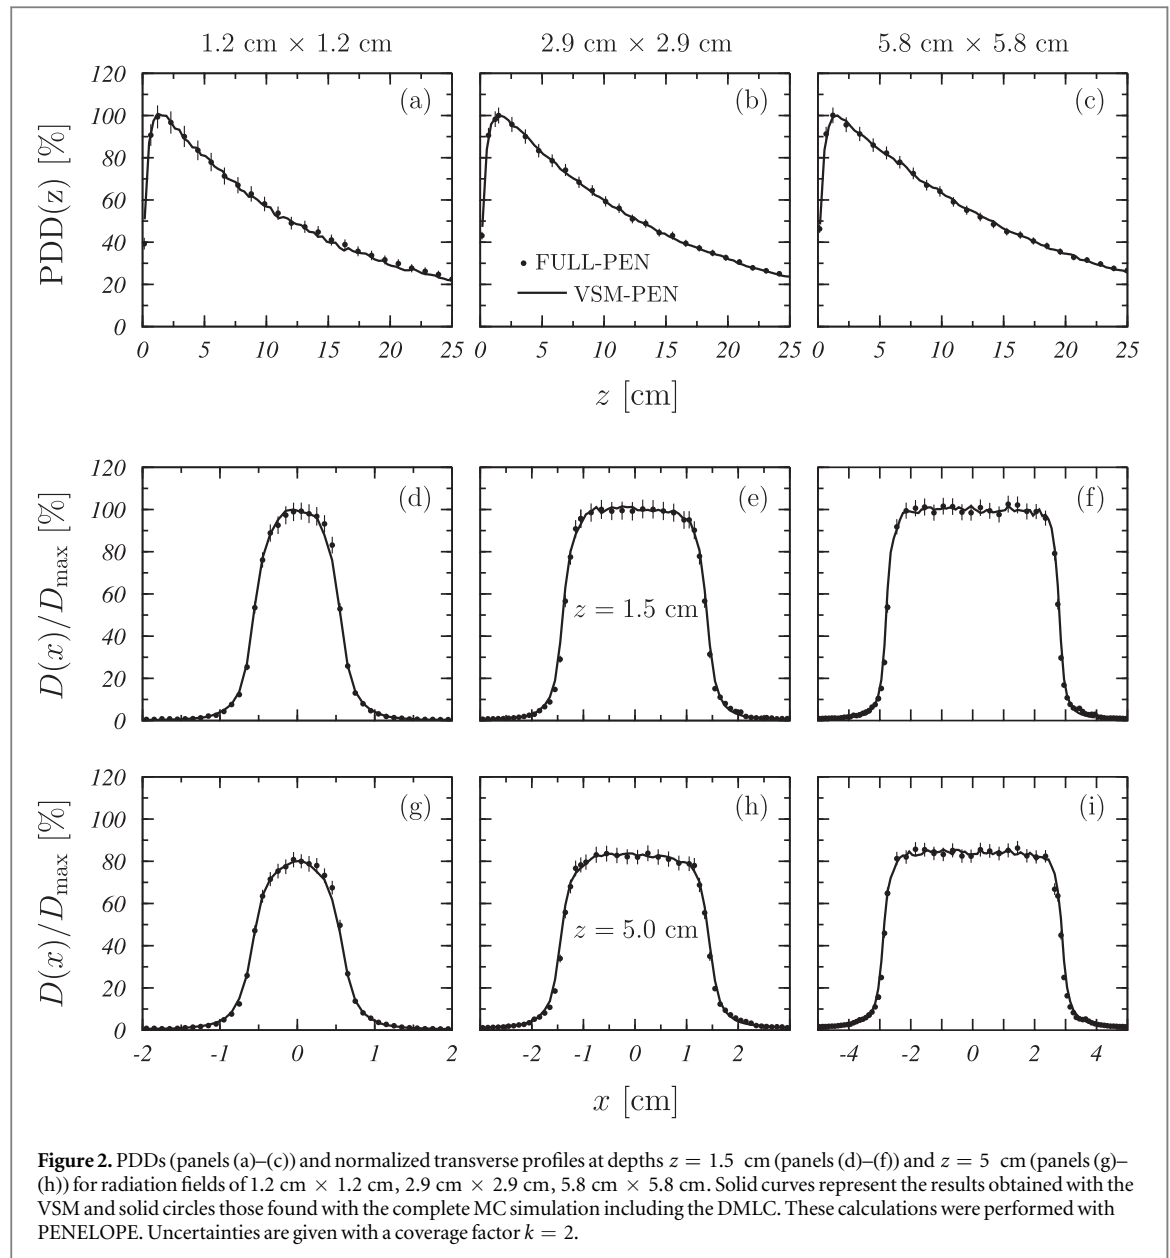 1.2 cm × 1.2 cm 2.9 cm × 2.9 cm 5.8 cm × 5.8 cm
PDD(z) [%]
120
100
80
60
40
20
0
(a)
(b)
(c)
FULL-PEN
VSM-PEN
0 5 10 15 20 25 0 5 10 15 20 25 0 5 10 15 20 25
z [cm]
D(x)/Dmax [%]
120
100
80
60
40
20
0
(d)
(e)
(f)
z = 1.5 cm
D(x)/Dmax [%]
120
100
80
60
40
20
0
(g)
(h)
(i)
z = 5.0 cm
-2 -1 0 1 2 -2 -1 0 1 2 -4 -2 0 2 4
x [cm]
Figure 2. PDDs (panels (a)–(c)) and normalized transverse profiles at depths z = 1.5 cm (panels (d)–(f)) and z = 5 cm (panels (g)–
(h)) for radiation fields of 1.2 cm × 1.2 cm, 2.9 cm × 2.9 cm, 5.8 cm × 5.8 cm. Solid curves represent the results obtained with the
VSM and solid circles those found with the complete MC simulation including the DMLC. These calculations were performed with
PENELOPE. Uncertainties are given with a coverage factor k = 2.